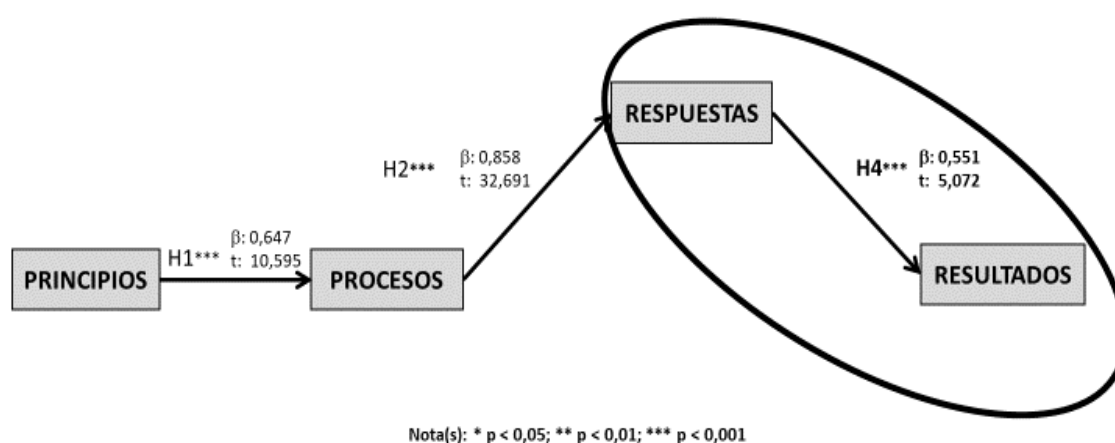 RESPUESTAS
H2*** β: 0,858
t: 32,691
H4*** β: 0,551
t: 5,072
H1*** β: 0,647
t: 10,595
PRINCIPIOS
PROCESOS
RESULTADOS
Nota(s): * p < 0,05; ** p < 0,01; *** p < 0,001